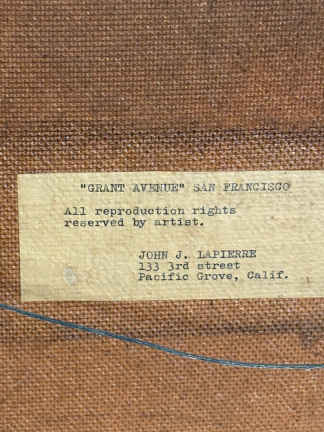 "GRANT AVENUE" SAN FRANCISCO
All reproduction rights
reserved by artist.
JOHN J. LAPIERRE
133 3rd street
Pacific Grove, Calif.